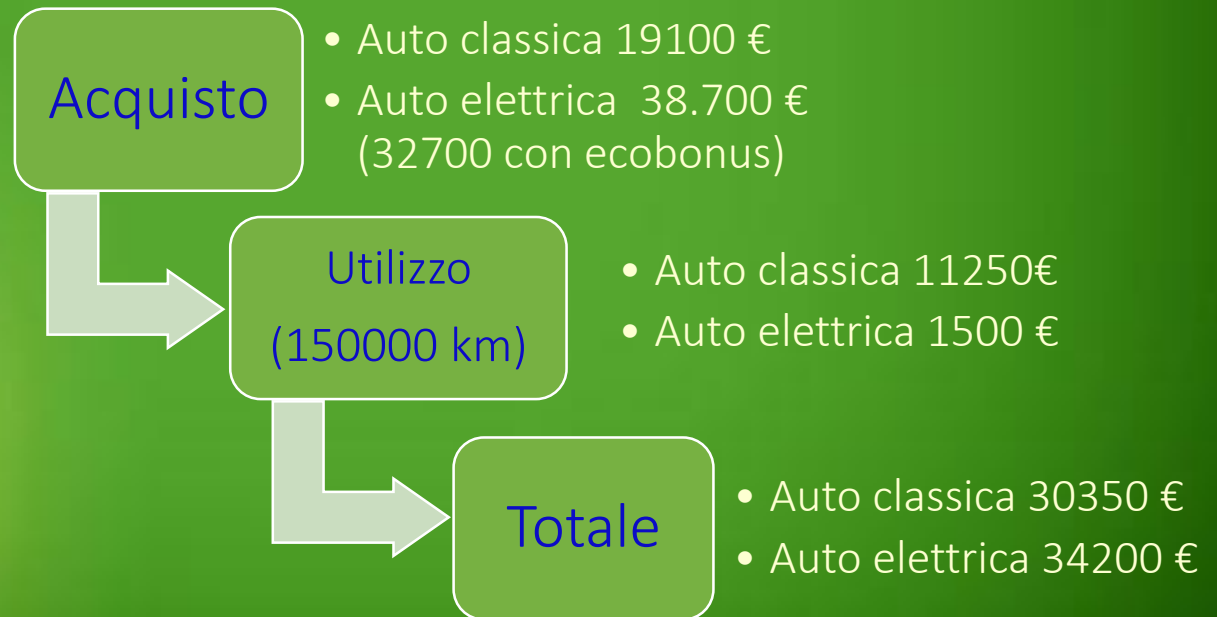 Acquisto
• Auto classica 19100 €
• Auto elettrica 38.700 €
(32700 con ecobonus)
Utilizzo
(150000 km)
• Auto classica 11250€
• Auto elettrica 1500 €
Totale
• Auto classica 30350 €
• Auto elettrica 34200 €